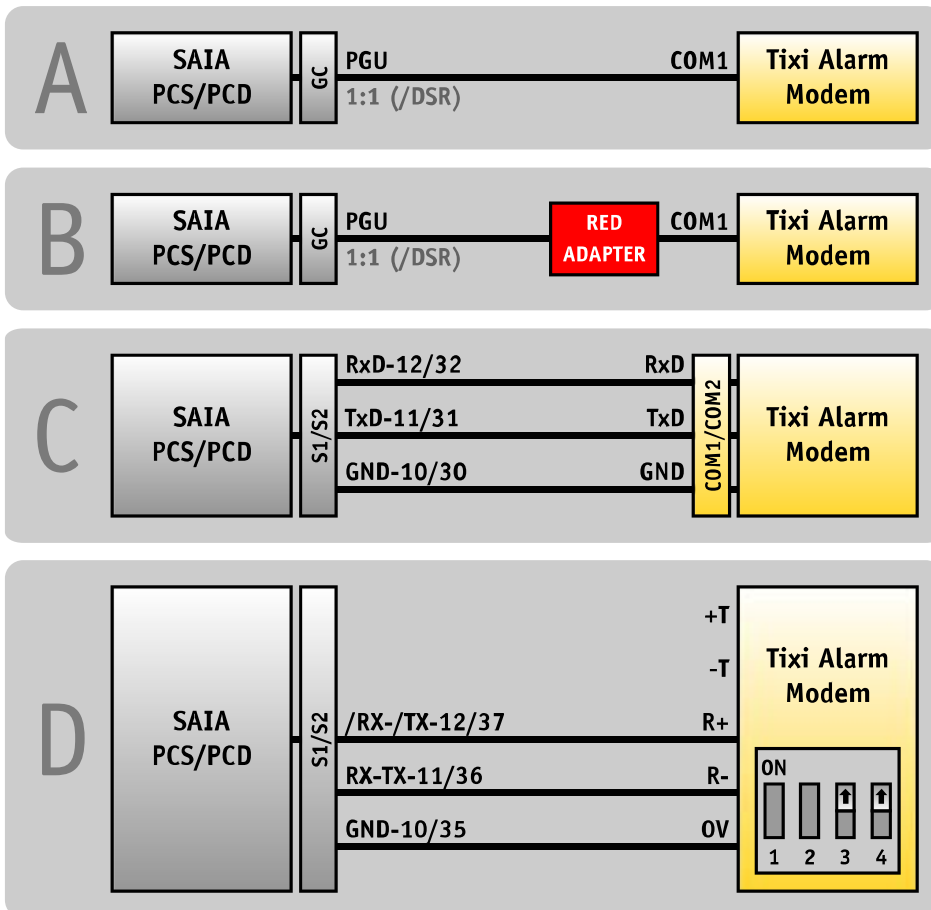 A
SAIA
PCS/PCD
GC
PGU
1:1 (/DSR)
COM1
Tixi Alarm
Modem
B
SAIA
PCS/PCD
GC
PGU
1:1 (/DSR)
RED
ADAPTER
COM1
Tixi Alarm
Modem
C
SAIA
PCS/PCD
S1/S2
RxD-12/32
RxD
TxD-11/31
TxD
GND-10/30
GND
COM1/COM2
Tixi Alarm
Modem
D
SAIA
PCS/PCD
S1/S2
+T
-T
/RX-/TX-12/37
R+
RX-TX-11/36
R-
GND-10/35
0V
Tixi Alarm
Modem
ON
1 2 3 4